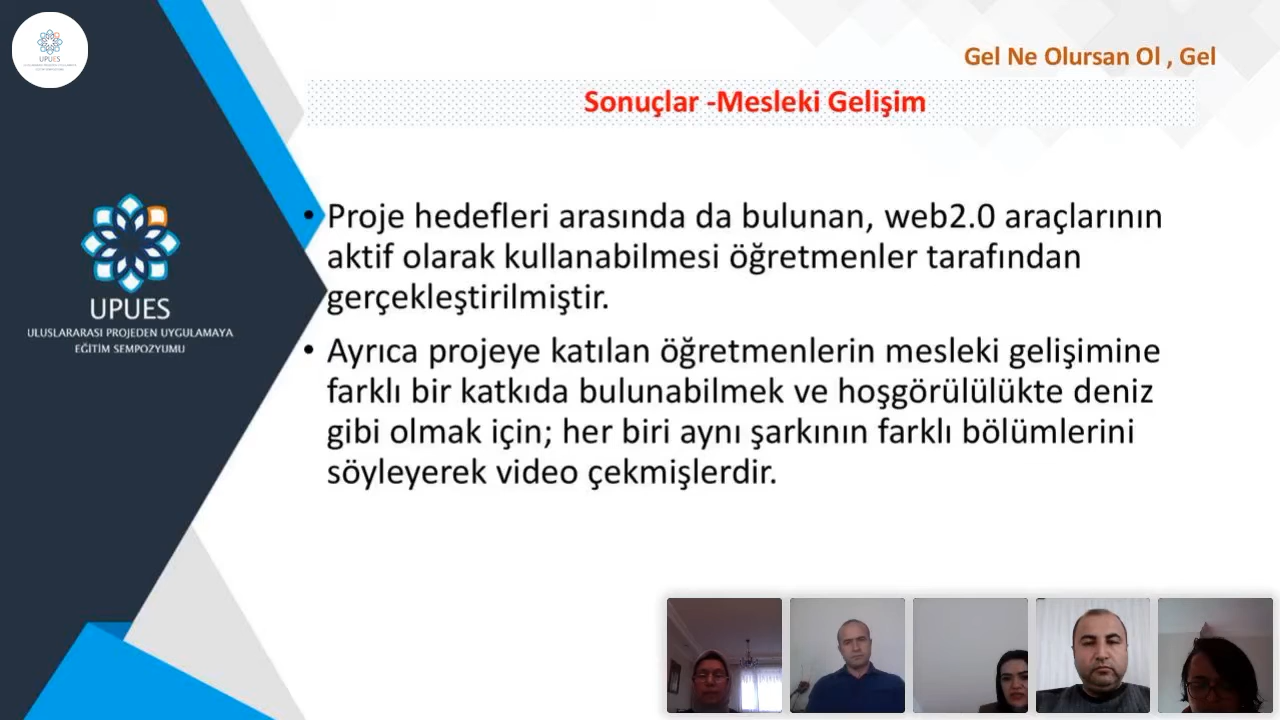 UPUES
Gel Ne Olursan Ol , Gel
Sonuçlar -Mesleki Gelişim
• Proje hedefleri arasında da bulunan, web2.0 araçlarının
aktif olarak kullanabilmesi öğretmenler tarafından
gerçekleştirilmiştir.
• Ayrıca projeye katılan öğretmenlerin mesleki gelişimine
farklı bir katkıda bulunabilmek ve hoşgörülülükte deniz
gibi olmak için; her biri aynı şarkının farklı bölümlerini
söyleyerek video çekmişlerdir.
UPUES
ULUSLARARASI PROJEDEN UYGULAMAYA
EĞİTİM SEMPOZYUMU